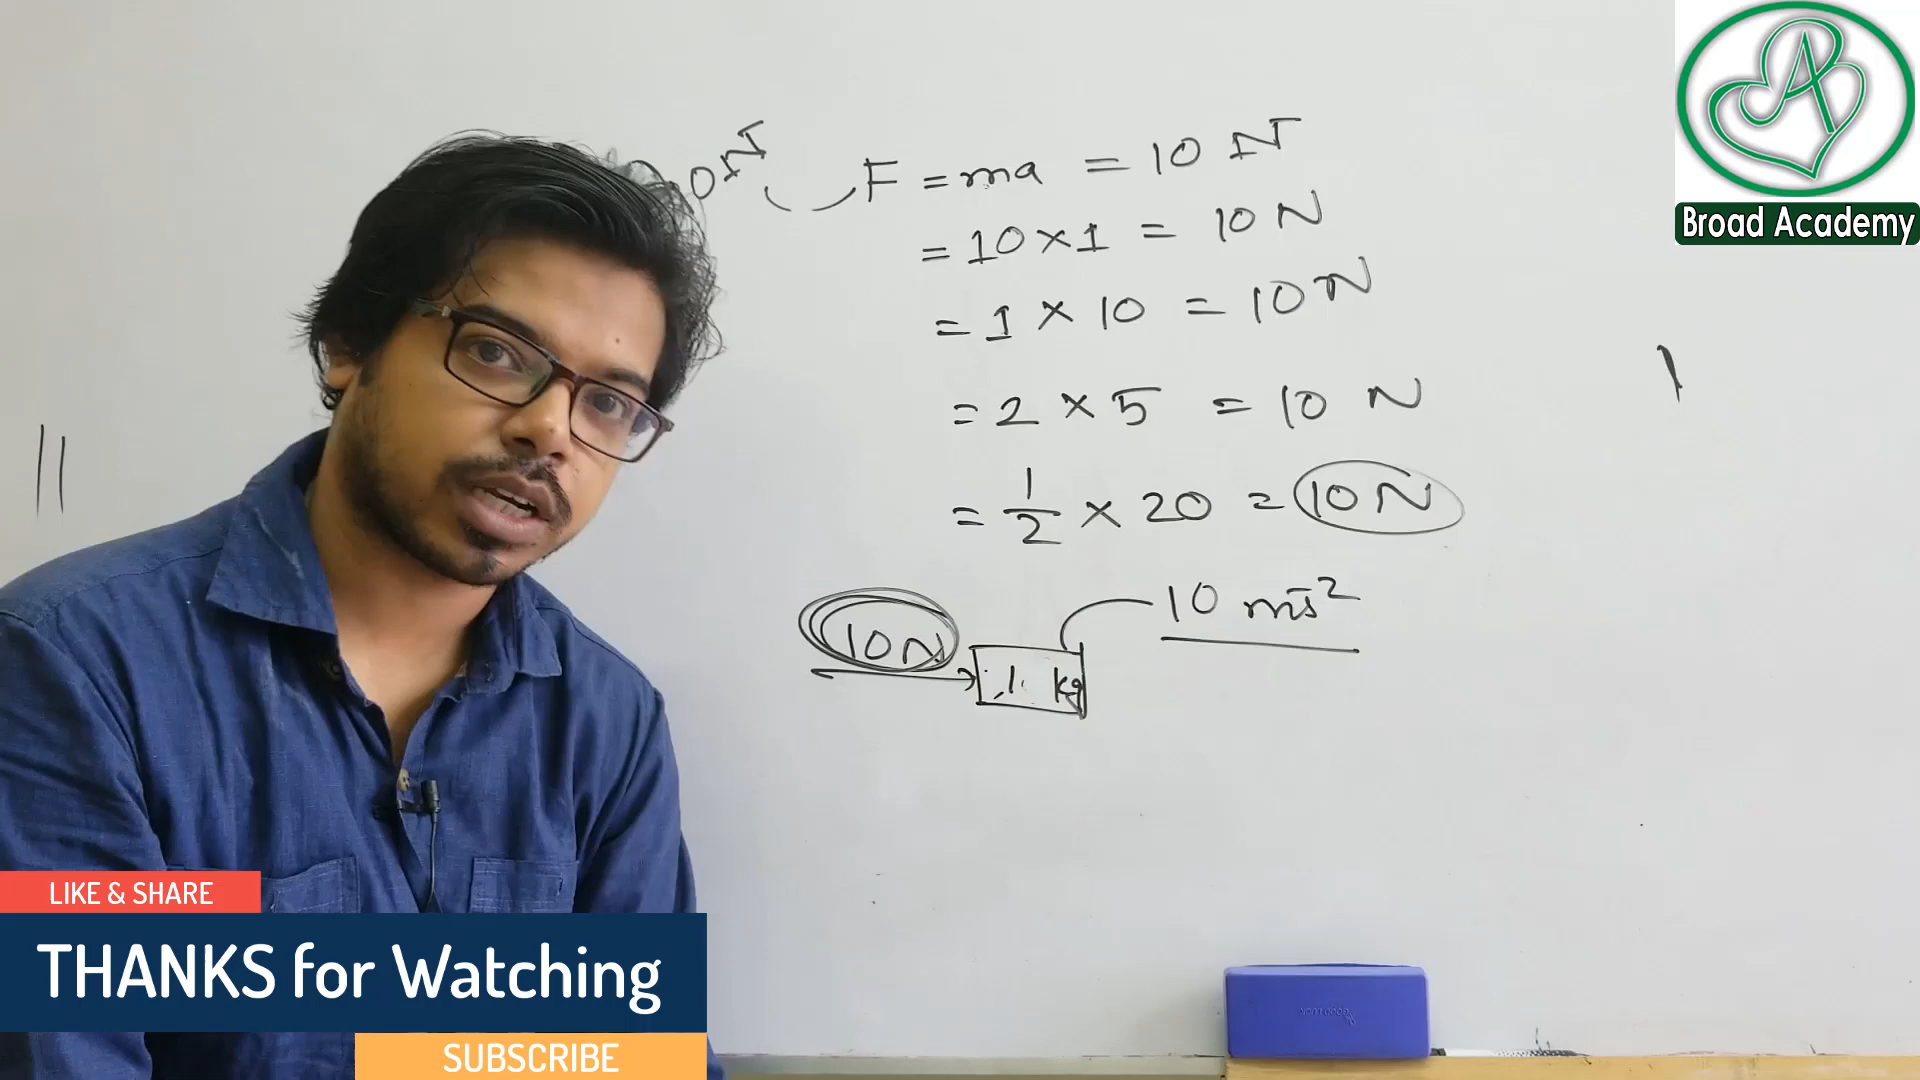 Broad Academy
F = ma = 10 N
= 10 × 1 = 10 N
= 1 × 10 = 10 N
= 2 × 5 = 10 N
= 1/2 × 20 = 10 N
10 N
1 kg
10 ms⁻²
LIKE & SHARE
THANKS for Watching
SUBSCRIBE